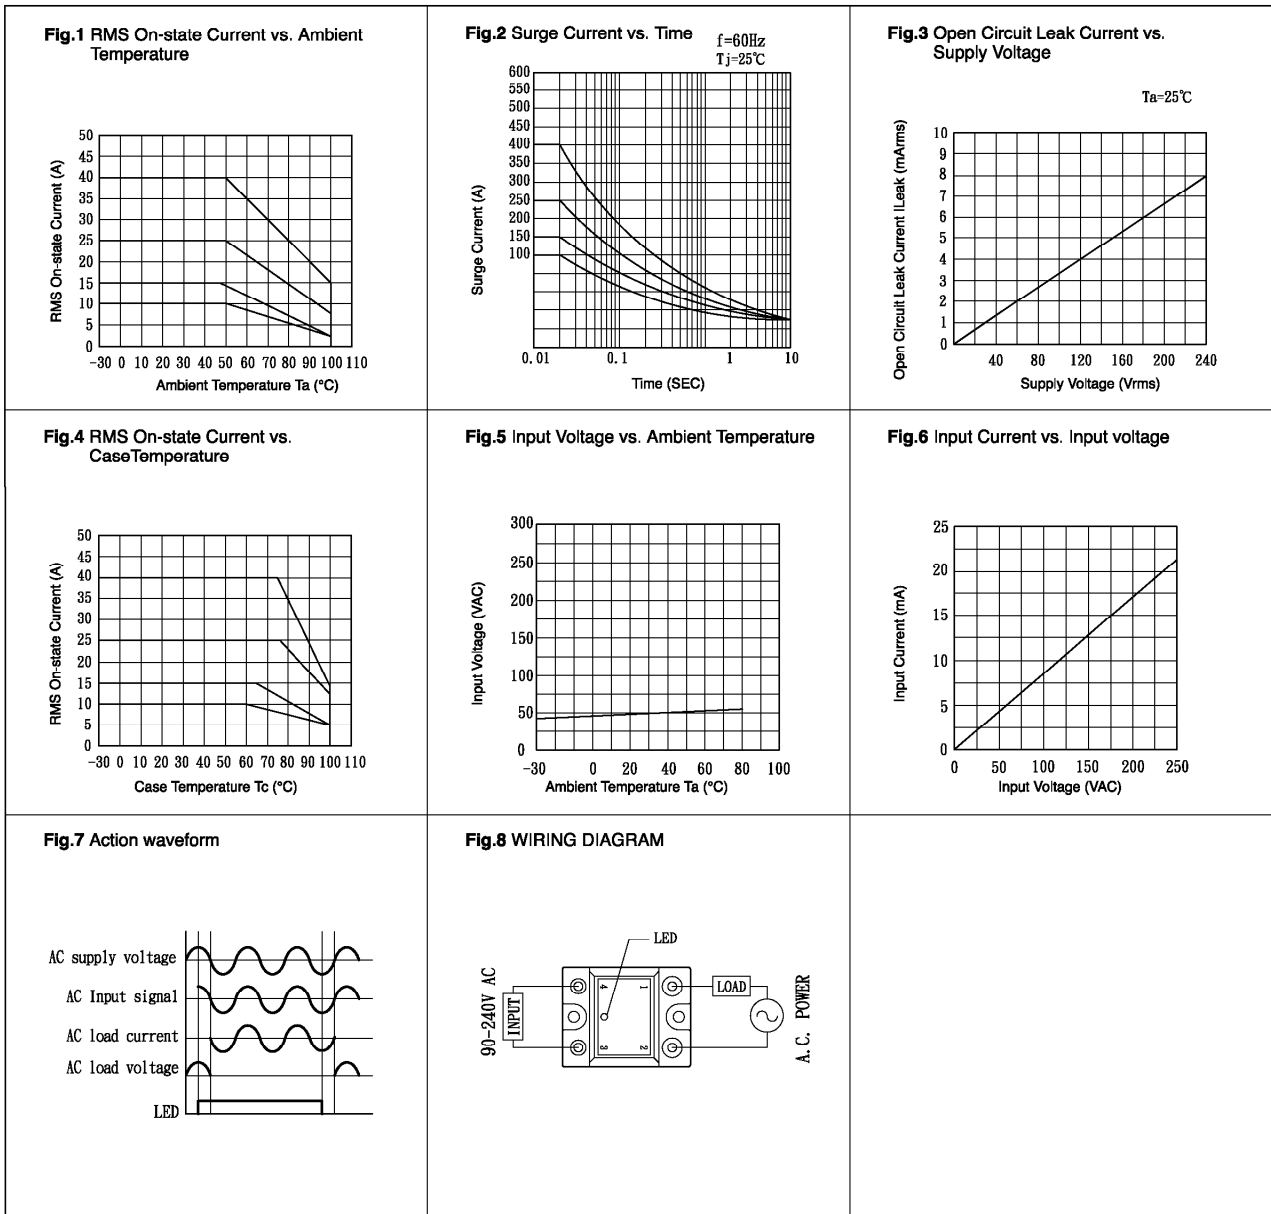 Fig.1 RMS On-state Current vs. Ambient
Temperature
RMS On-state Current (A)
50
45
40
35
30
25
20
15
10
5
0
-30 0 10 20 30 40 50 60 70 80 90 100 110
Ambient Temperature Ta (°C)
Fig.2 Surge Current vs. Time
f=60Hz
Tj=25℃
Surge Current (A)
600
550
500
450
400
350
300
250
150
100
0.01 0.1 1 10
Time (SEC)
Fig.3 Open Circuit Leak Current vs.
Supply Voltage
Ta=25℃
Open Circuit Leak Current ILeak (mArms)
10
9
8
7
6
5
4
3
2
1
0
40 80 120 160 200 240
Supply Voltage (Vrms)
Fig.4 RMS On-state Current vs.
CaseTemperature
RMS On-state Current (A)
50
45
40
35
30
25
20
15
10
5
0
-30 0 10 20 30 40 50 60 70 80 90 100 110
Case Temperature Tc (°C)
Fig.5 Input Voltage vs. Ambient Temperature
Input Voltage (VAC)
300
250
200
150
100
50
0
-30 0 20 40 60 80 100
Ambient Temperature Ta (°C)
Fig.6 Input Current vs. Input voltage
Input Current (mA)
25
20
15
10
5
0
0 50 100 150 200 250
Input Voltage (VAC)
Fig.7 Action waveform
AC supply voltage
AC Input signal
AC load current
AC load voltage
LED
Fig.8 WIRING DIAGRAM
LED
90-240V AC
INPUT
4 1
3 2
LOAD
A.C. POWER